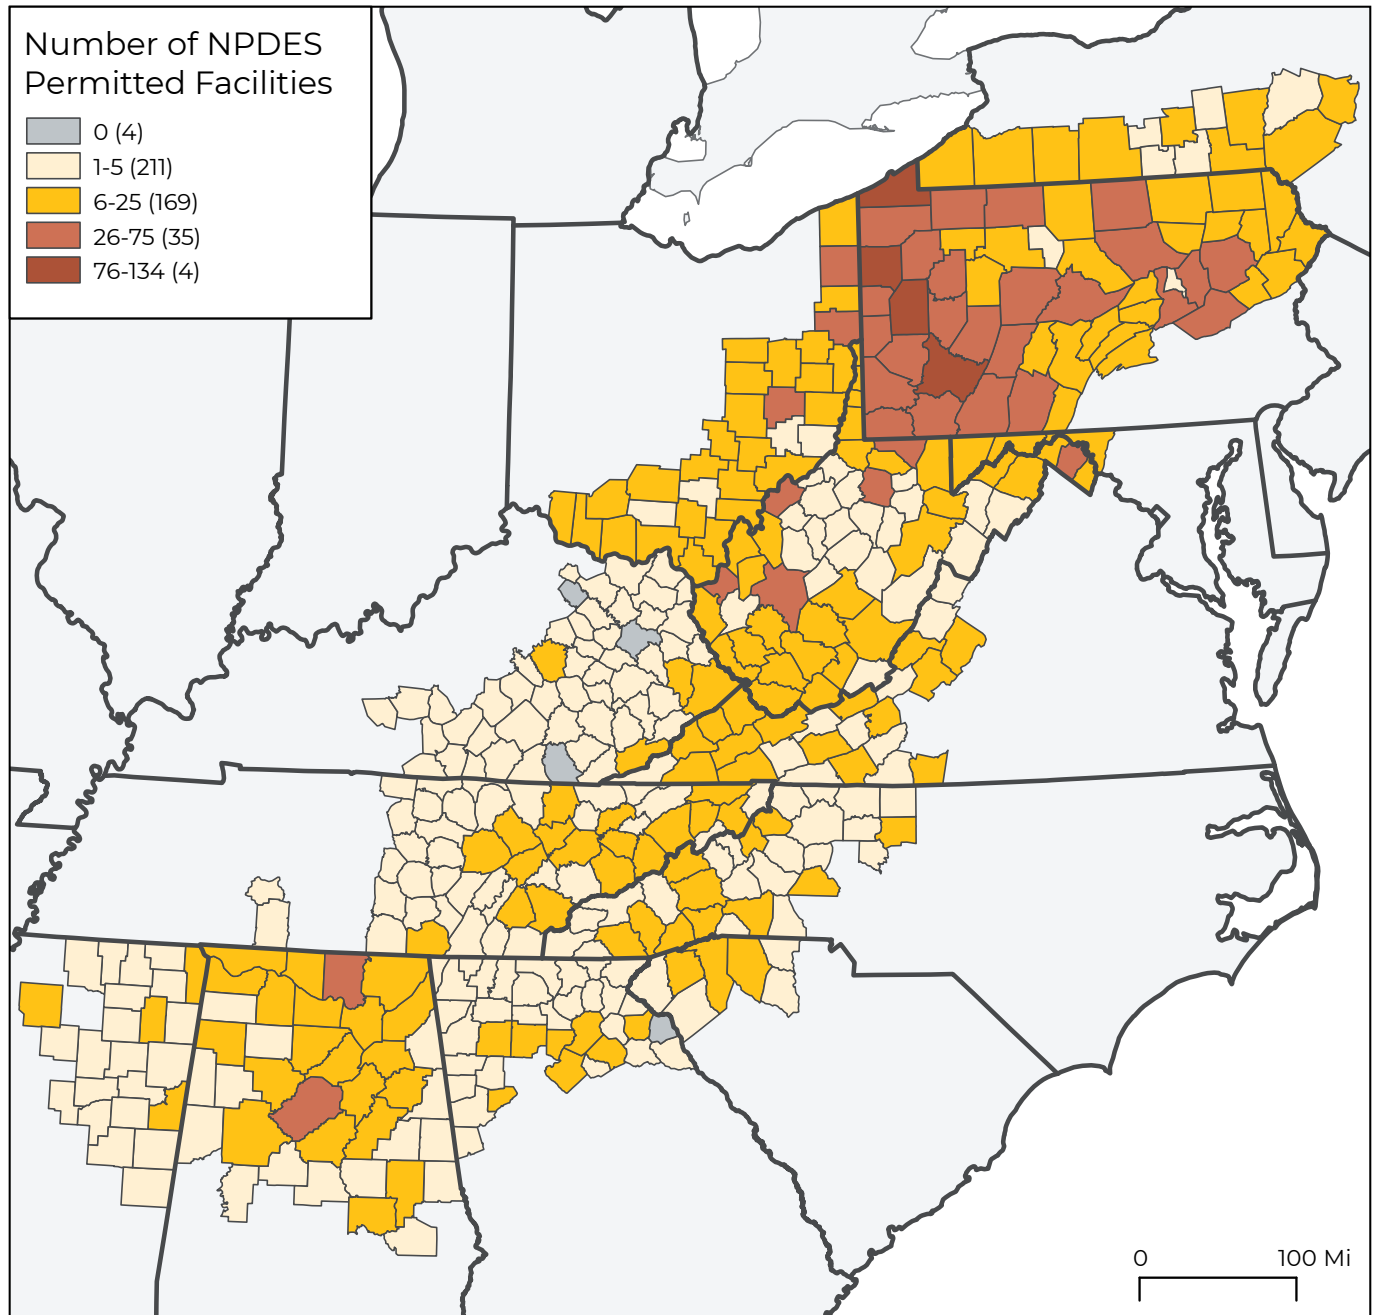 Number of NPDES
Permitted Facilities
0 (4)
1-5 (211)
6-25 (169)
26-75 (35)
76-134 (4)
0 100 Mi